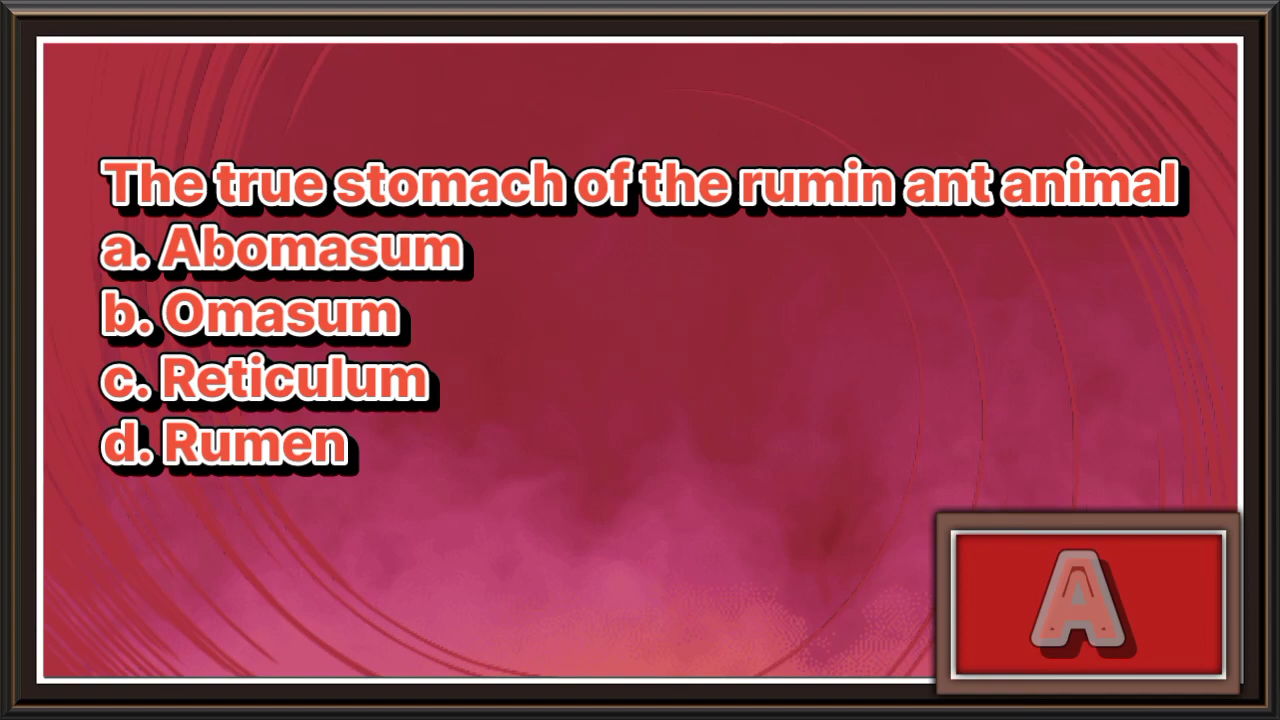 The true stomach of the rumin ant animal
a. Abomasum
b. Omasum
c. Reticulum
d. Rumen
A